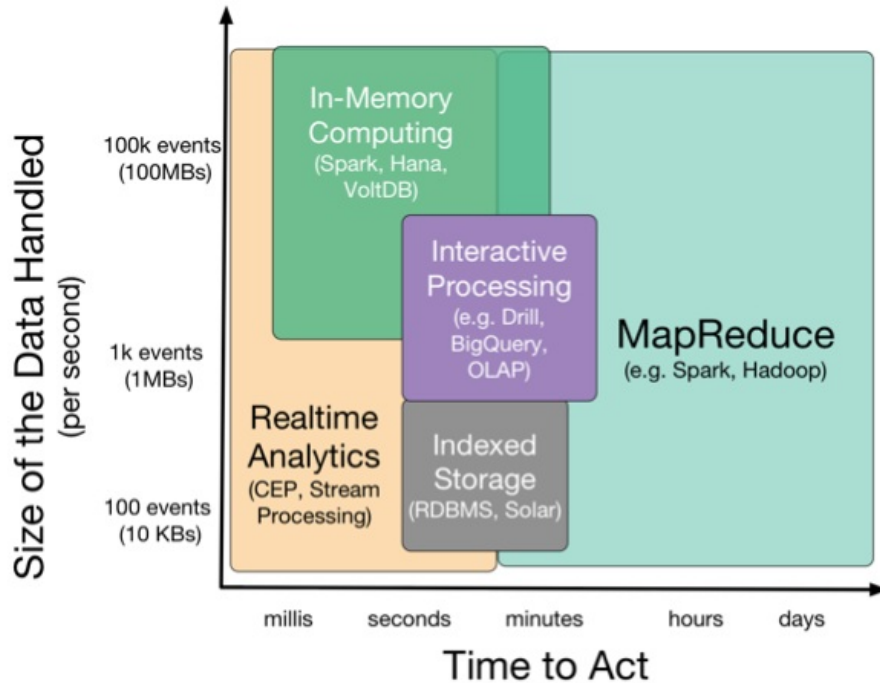 Size of the Data Handled
(per second)
100k events
(100MBs)
1k events
(1MBs)
100 events
(10 KBs)
In-Memory
Computing
(Spark, Hana,
VoltDB)
Interactive
Processing
(e.g. Drill,
BigQuery,
OLAP)
MapReduce
(e.g. Spark, Hadoop)
Realtime
Analytics
(CEP, Stream
Processing)
Indexed
Storage
(RDBMS, Solar)
millis
seconds
minutes
hours
days
Time to Act